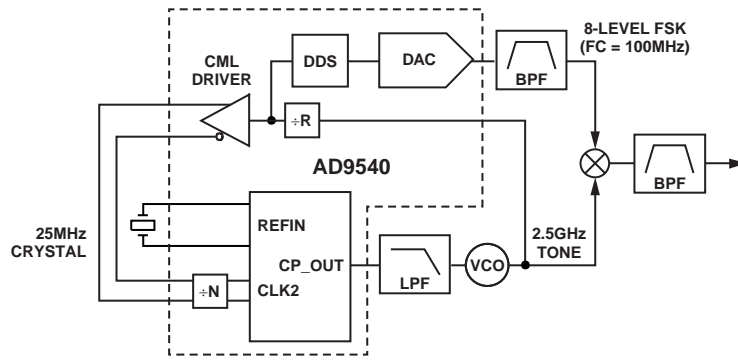 8-LEVEL FSK
(FC = 100MHz)
CML
DRIVER
DDS
DAC
BPF
÷R
AD9540
BPF
25MHz
CRYSTAL
REFIN
CP_OUT
CLK2
÷N
LPF
VCO
2.5GHz
TONE